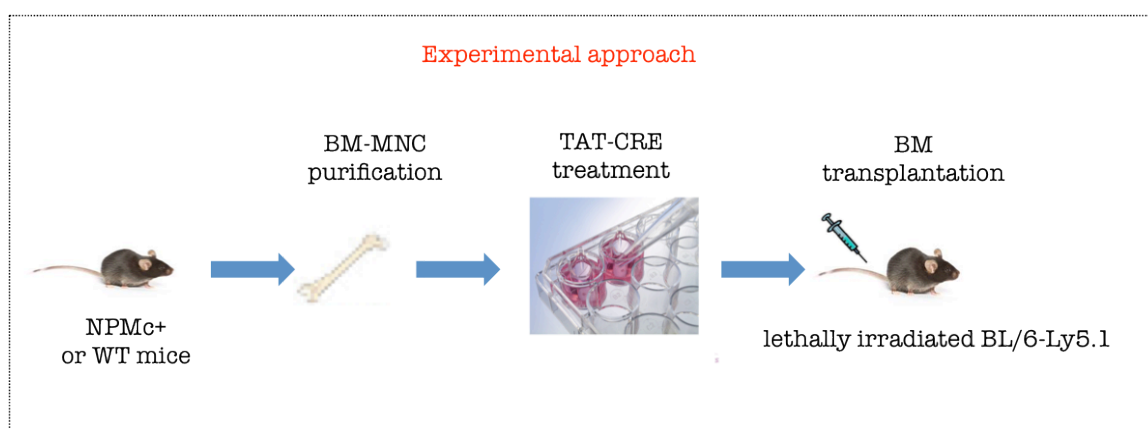 Experimental approach
BM-MNC
purification
TAT-CRE
treatment
BM
transplantation
NPMc+
or WT mice
lethally irradiated BL/6-Ly5.1